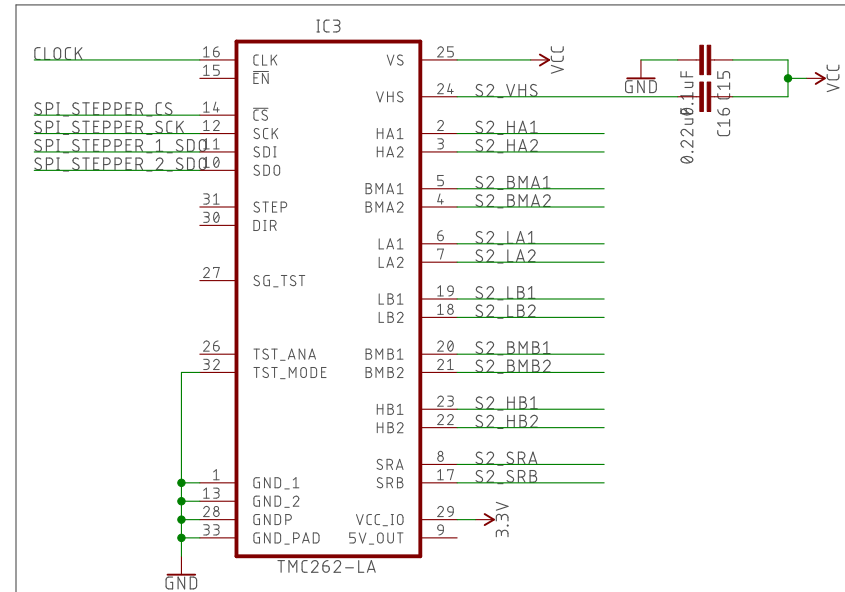 IC3
CLOCK 16 CLK VS 25 VCC
15 EN
VHS 24 S2_VHS
GND 0.1uF C15 VCC
0.22uF C16
SPI_STEPPER_CS 14 CS
SPI_STEPPER_SCK 12 SCK HA1 2 S2_HA1
SPI_STEPPER_1_SDO 11 SDI HA2 3 S2_HA2
SPI_STEPPER_2_SDO 10 SDO
BMA1 5 S2_BMA1
31 STEP BMA2 4 S2_BMA2
30 DIR
LA1 6 S2_LA1
LA2 7 S2_LA2
27 SG_TST
LB1 19 S2_LB1
LB2 18 S2_LB2
26 TST_ANA BMB1 20 S2_BMB1
32 TST_MODE BMB2 21 S2_BMB2
HB1 23 S2_HB1
HB2 22 S2_HB2
SRA 8 S2_SRA
1 GND_1 SRB 17 S2_SRB
13 GND_2
28 GNDP VCC_IO 29 3.3V
33 GND_PAD 5V_OUT 9
GND
TMC262-LA